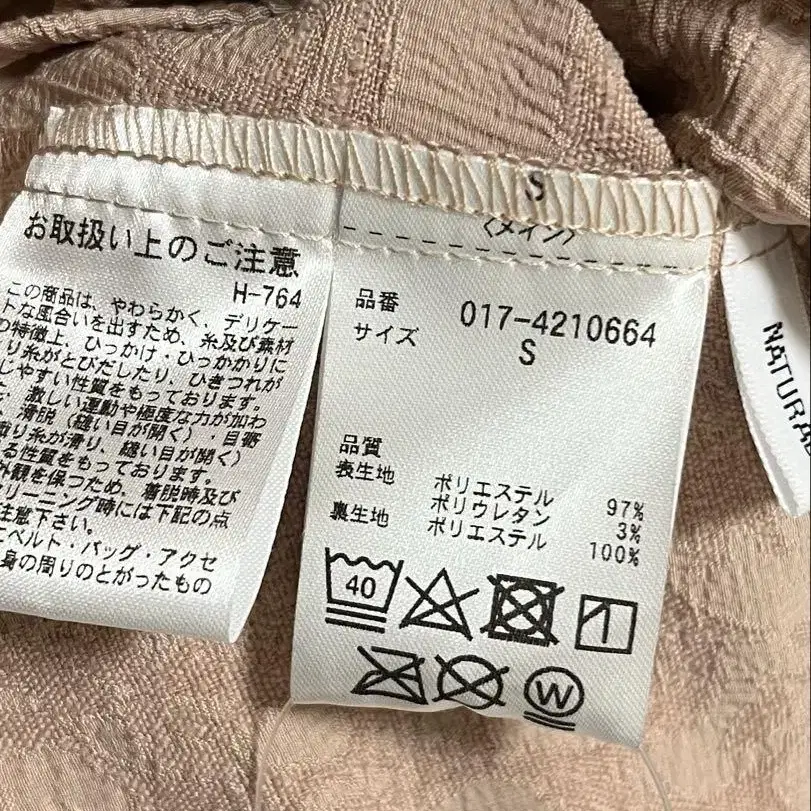 お取扱い上のご注意
H-764
この商品は、やわらかく、デリケー
トな風合いを出すため、糸及び素材
の特徴上、ひっかけ・ひっかかりに
り糸がとびだしたり、ひきつれが
じやすい性質をもっております。
激しい運動や極度な力が加わ
滑脱(縫い目が開く)・目寄
糸が滑り、縫い目が開く)
る性質をもっております。
外観を保つため、着脱時及び
リーニング時には下記の点
注意下さい。
ベルト・バッグ・アクセ
身の周りのとがったもの
S
〈メイン〉
品番 017-4210664
サイズ S
品質
表生地 ポリエステル 97%
ポリウレタン 3%
裏生地 ポリエステル 100%
40
W
NATURA